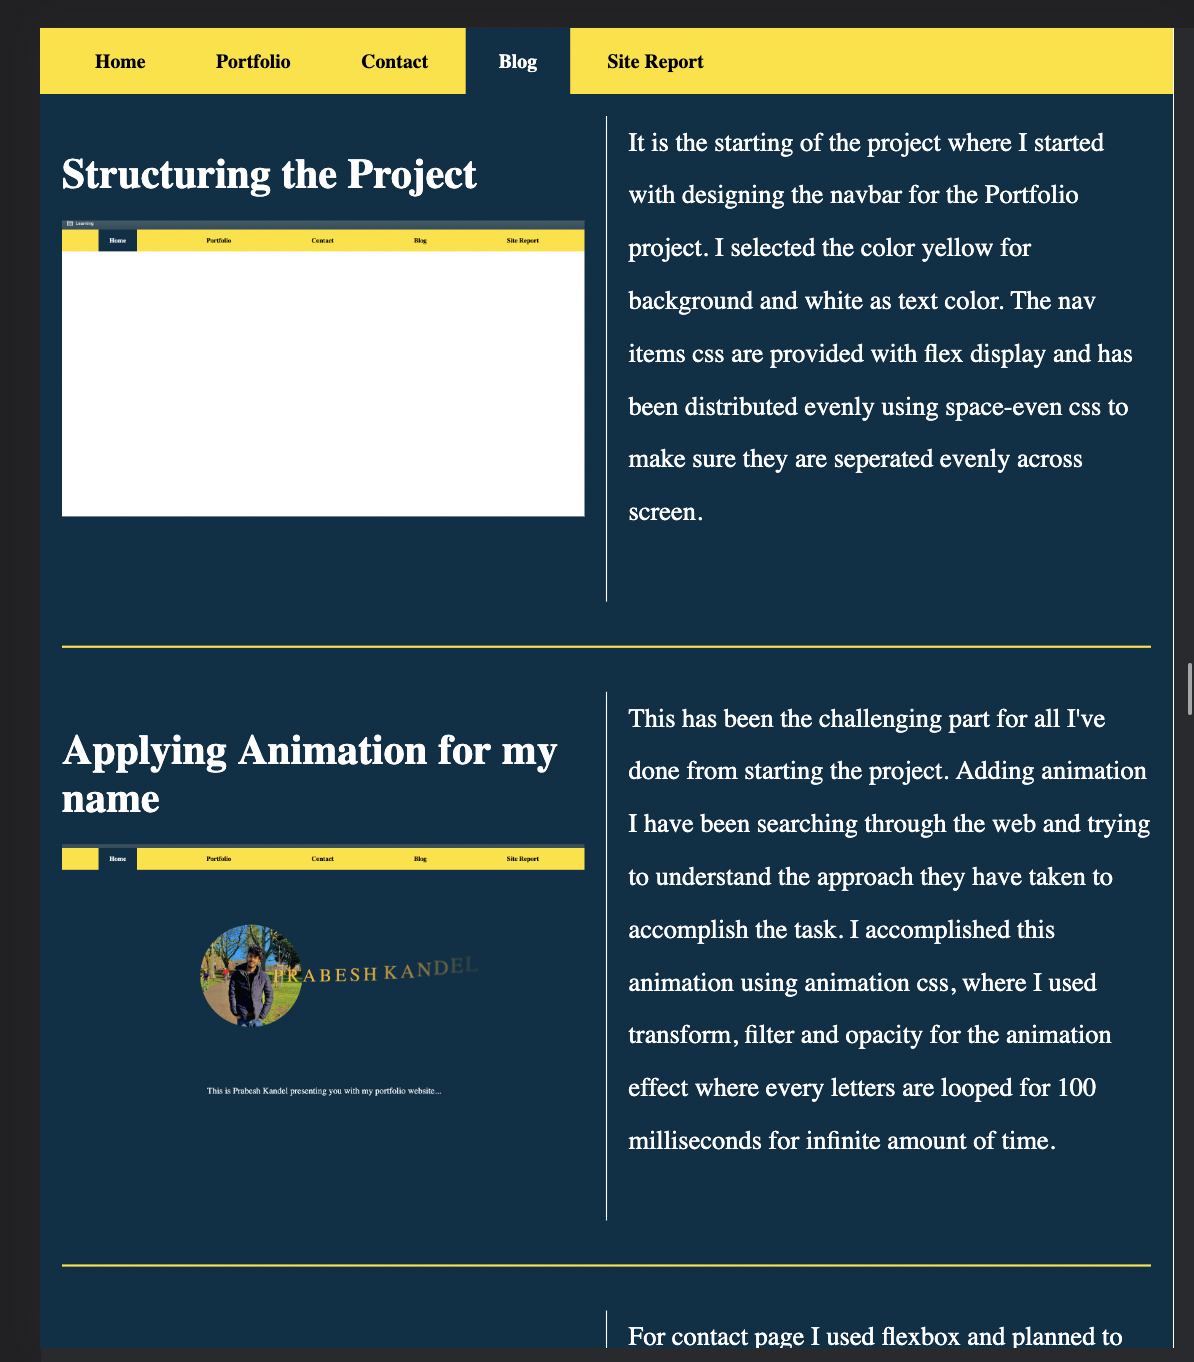 Home Portfolio Contact Blog Site Report
Structuring the Project
Learning
Home Portfolio Contact Blog Site Report
It is the starting of the project where I started
with designing the navbar for the Portfolio
project. I selected the color yellow for
background and white as text color. The nav
items css are provided with flex display and has
been distributed evenly using space-even css to
make sure they are seperated evenly across
screen.
Applying Animation for my
name
Home Portfolio Contact Blog Site Report
PRABESH KANDEL
This is Prabesh Kandel presenting you with my portfolio website...
This has been the challenging part for all I've
done from starting the project. Adding animation
I have been searching through the web and trying
to understand the approach they have taken to
accomplish the task. I accomplished this
animation using animation css, where I used
transform, filter and opacity for the animation
effect where every letters are looped for 100
milliseconds for infinite amount of time.
For contact page I used flexbox and planned to